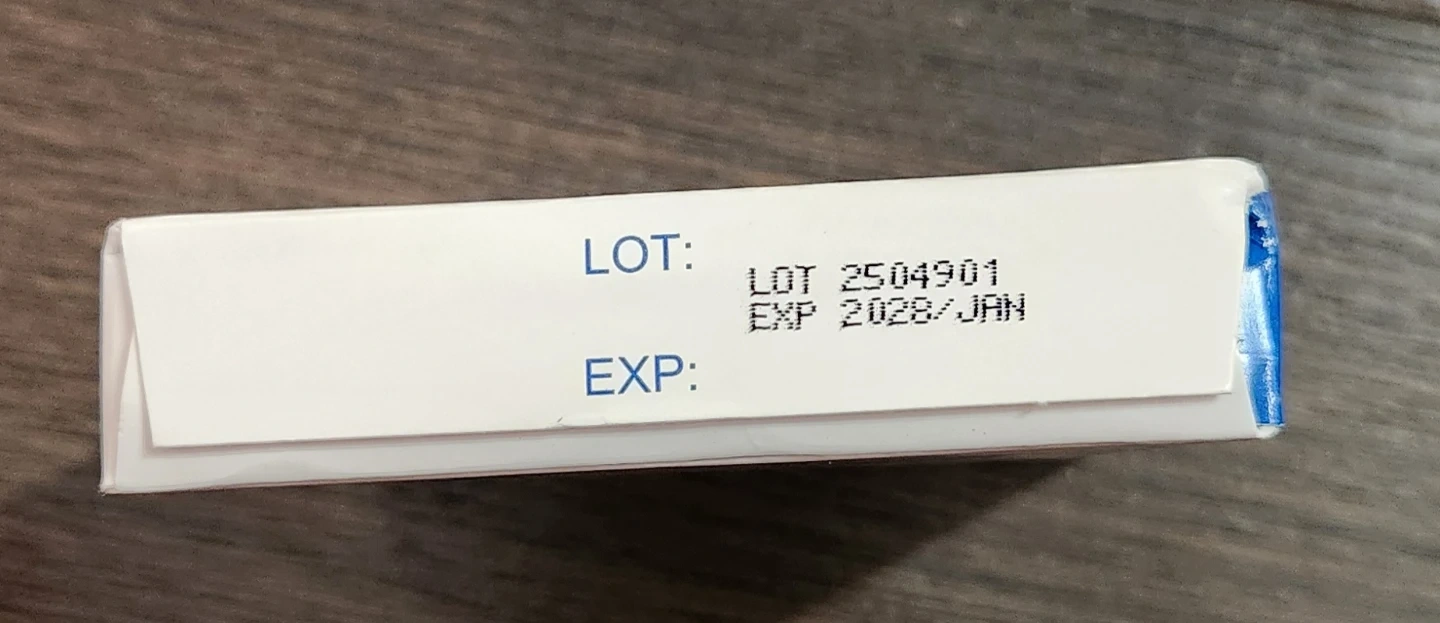 LOT:
LOT 2504901
EXP 2028/JAN
EXP: